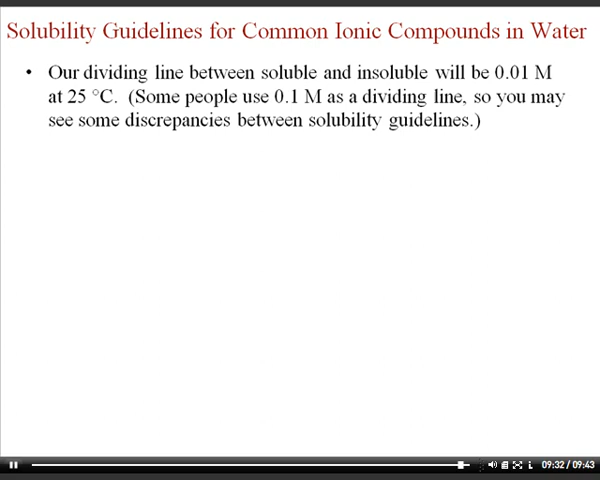 Solubility Guidelines for Common Ionic Compounds in Water
• Our dividing line between soluble and insoluble will be 0.01 M
at 25 °C. (Some people use 0.1 M as a dividing line, so you may
see some discrepancies between solubility guidelines.)
09:32 / 09:43